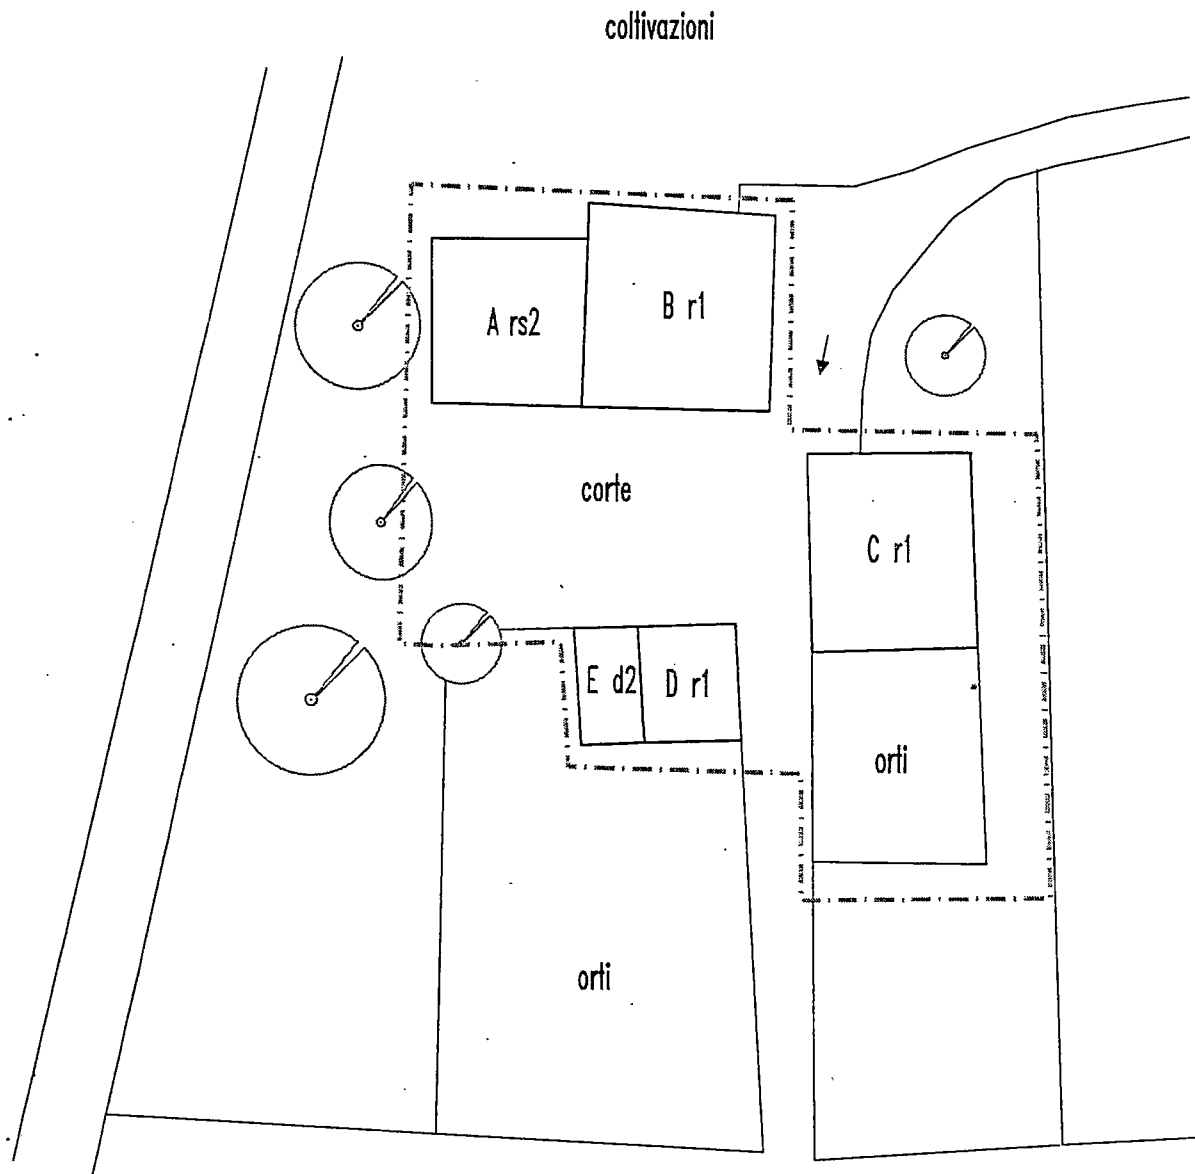 coltivazioni
A rs2
B r1
corte
C r1
E d2
D r1
orti
orti